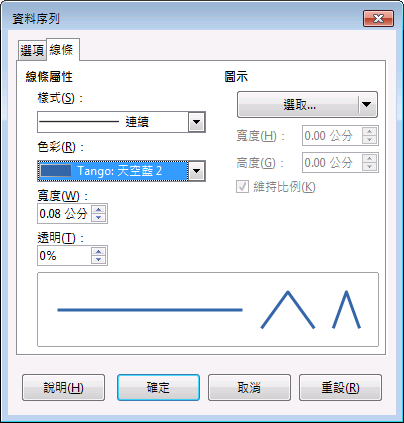 資料序列
選項 線條
線條屬性
樣式(S)：
連續
色彩(R)：
Tango: 天空藍 2
寬度(W)：
0.08 公分
透明(T)：
0%
圖示
選取...
寬度(H)： 0.00 公分
高度(G)： 0.00 公分
維持比例(K)
說明(H) 確定 取消 重設(R)